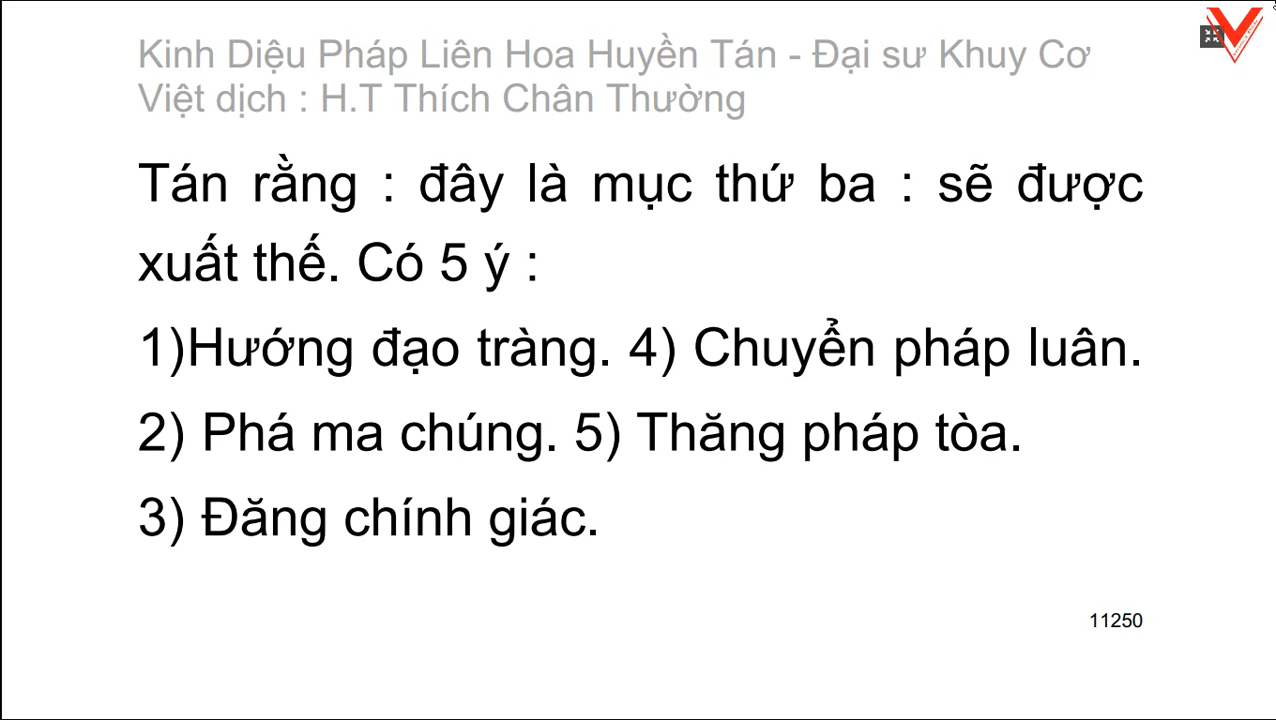 Kinh Diệu Pháp Liên Hoa Huyền Tán - Đại sư Khuy Cơ
Việt dịch : H.T Thích Chân Thường
Tán rằng : đây là mục thứ ba : sẽ được
xuất thế. Có 5 ý :
1)Hướng đạo tràng. 4) Chuyển pháp luân.
2) Phá ma chúng. 5) Thăng pháp tòa.
3) Đăng chính giác.
11250